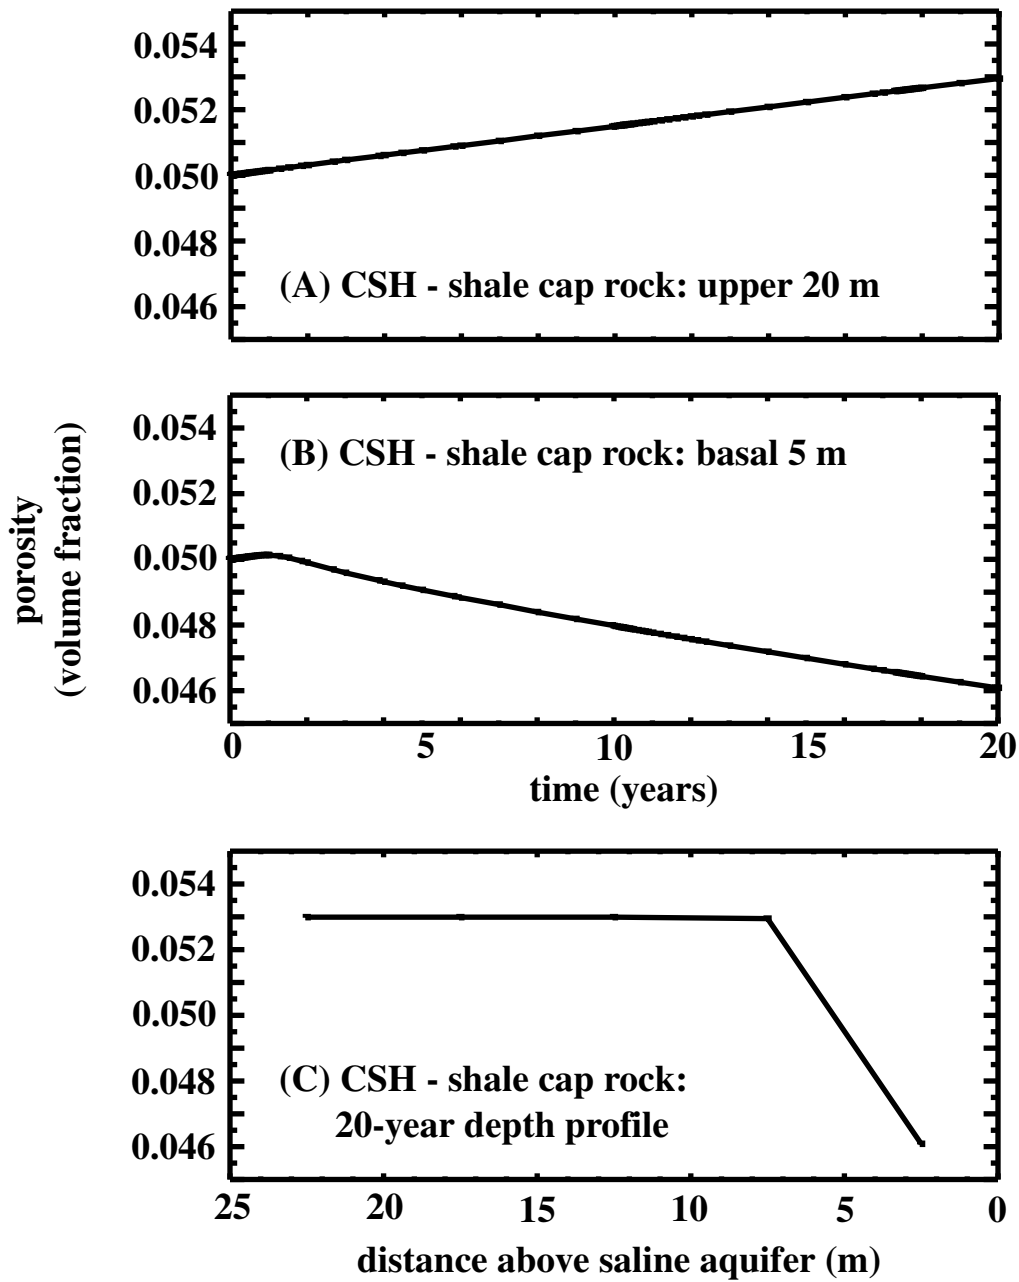 0.054
0.052
0.050
0.048
0.046
(A) CSH - shale cap rock: upper 20 m
porosity
(volume fraction)
0.054
0.052
0.050
0.048
0.046
(B) CSH - shale cap rock: basal 5 m
0 5 10 15 20
time (years)
0.054
0.052
0.050
0.048
0.046
(C) CSH - shale cap rock:
20-year depth profile
25 20 15 10 5 0
distance above saline aquifer (m)